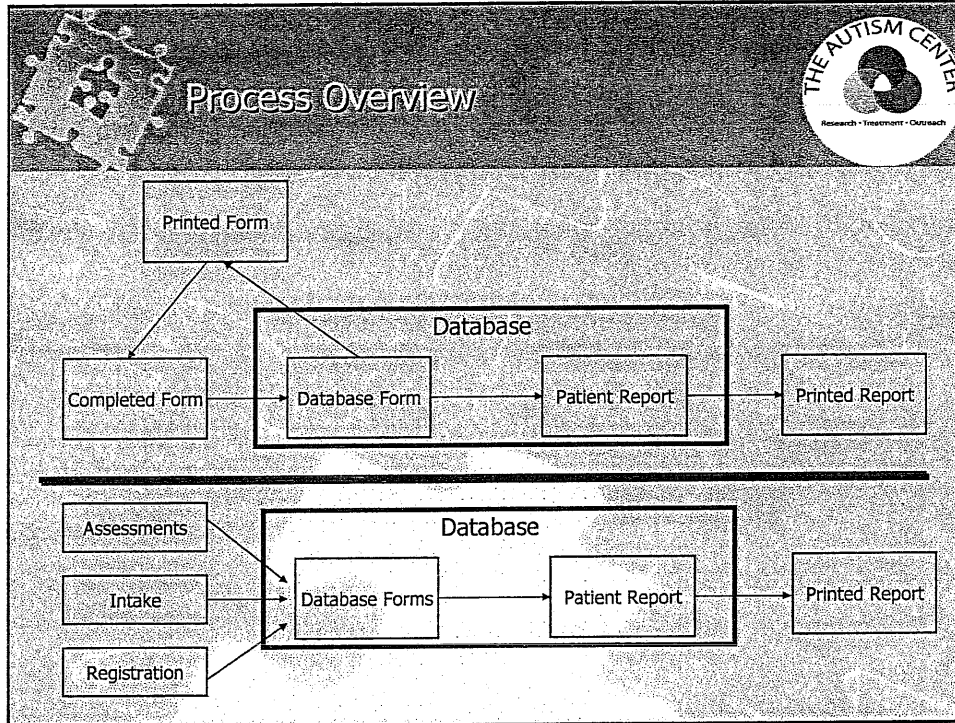 Process Overview
THE AUTISM CENTER
Research • Treatment • Outreach
Printed Form
Database
Completed Form
Database Form
Patient Report
Printed Report
Assessments
Intake
Registration
Database
Database Forms
Patient Report
Printed Report